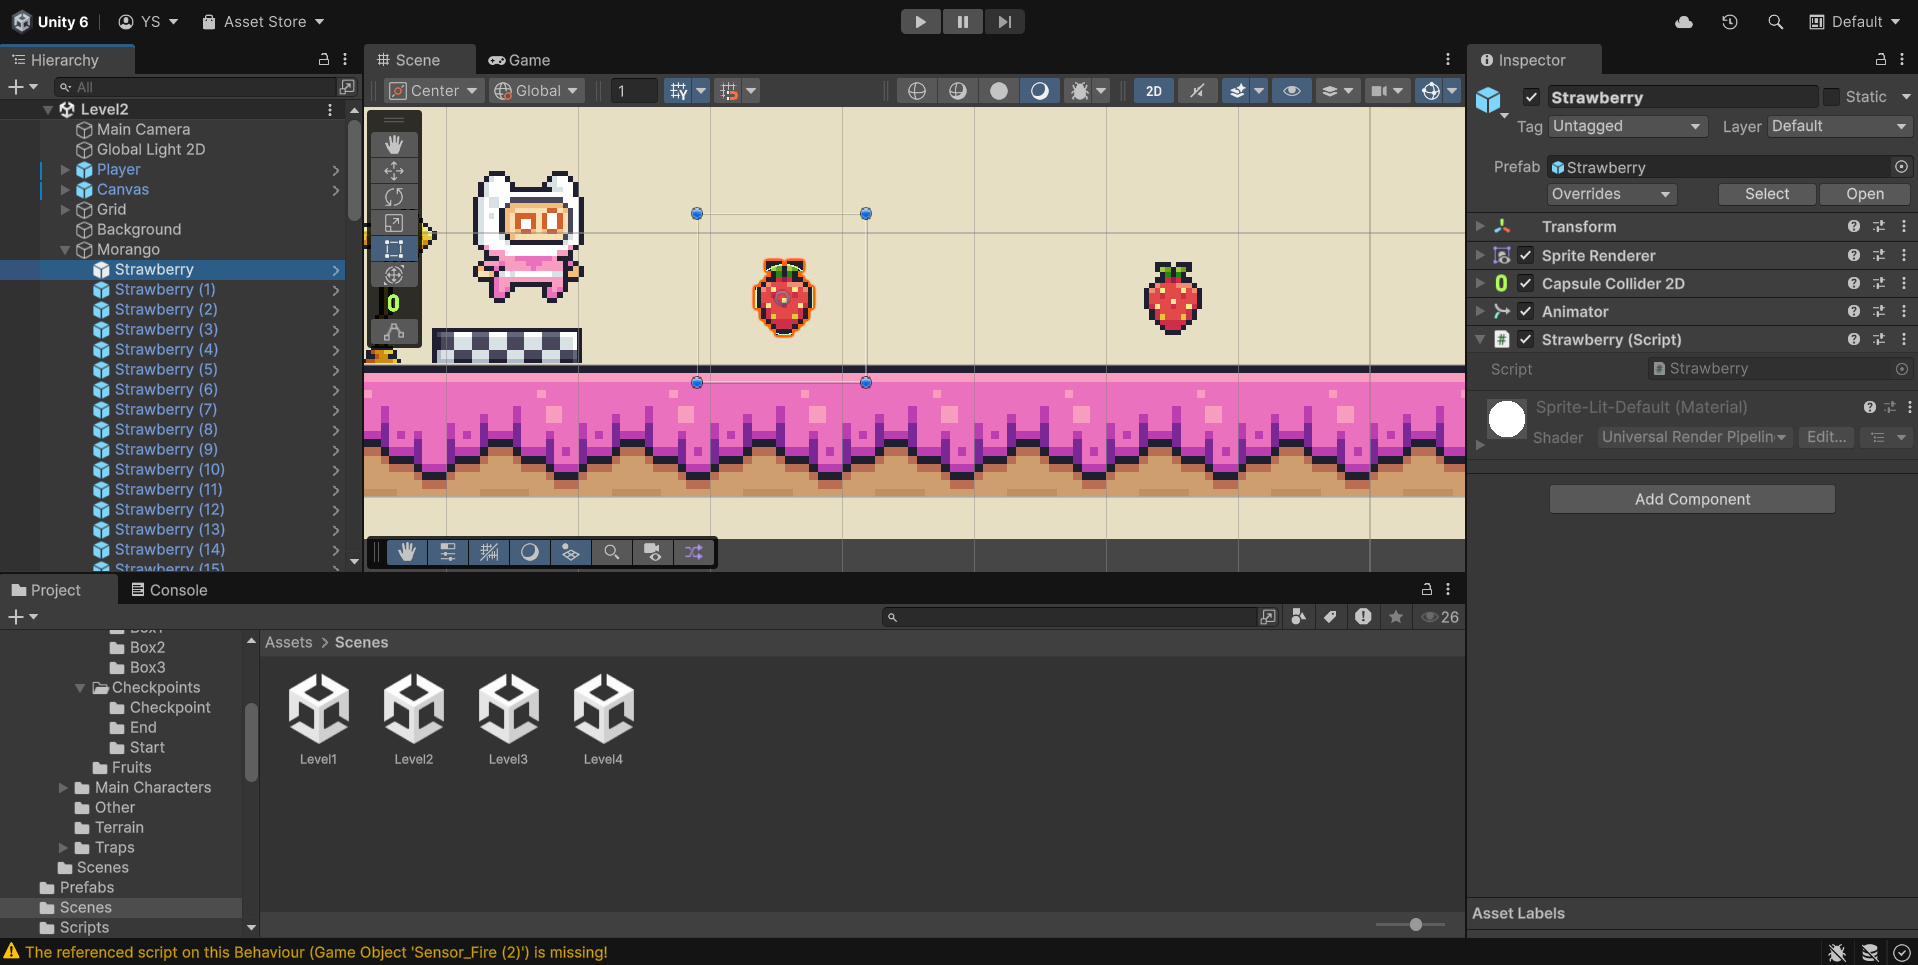 Unity 6 YS Asset Store Default
Hierarchy
All
Level2
Main Camera
Global Light 2D
Player
Canvas
Grid
Background
Morango
Strawberry
Strawberry (1)
Strawberry (2)
Strawberry (3)
Strawberry (4)
Strawberry (5)
Strawberry (6)
Strawberry (7)
Strawberry (8)
Strawberry (9)
Strawberry (10)
Strawberry (11)
Strawberry (12)
Strawberry (13)
Strawberry (14)
Strawberry (15)
Scene Game
Center Global 1 2D
0
Inspector
Strawberry Static
Tag Untagged Layer Default
Prefab Strawberry
Overrides Select Open
Transform
Sprite Renderer
Capsule Collider 2D
Animator
Strawberry (Script)
Script Strawberry
Sprite-Lit-Default (Material)
Shader Universal Render Pipelin Edit...
Add Component
Asset Labels
Project Console
26
Box1
Box2
Box3
Checkpoints
Checkpoint
End
Start
Fruits
Main Characters
Other
Terrain
Traps
Scenes
Prefabs
Scenes
Scripts
Assets > Scenes
Level1 Level2 Level3 Level4
The referenced script on this Behaviour (Game Object 'Sensor_Fire (2)') is missing!